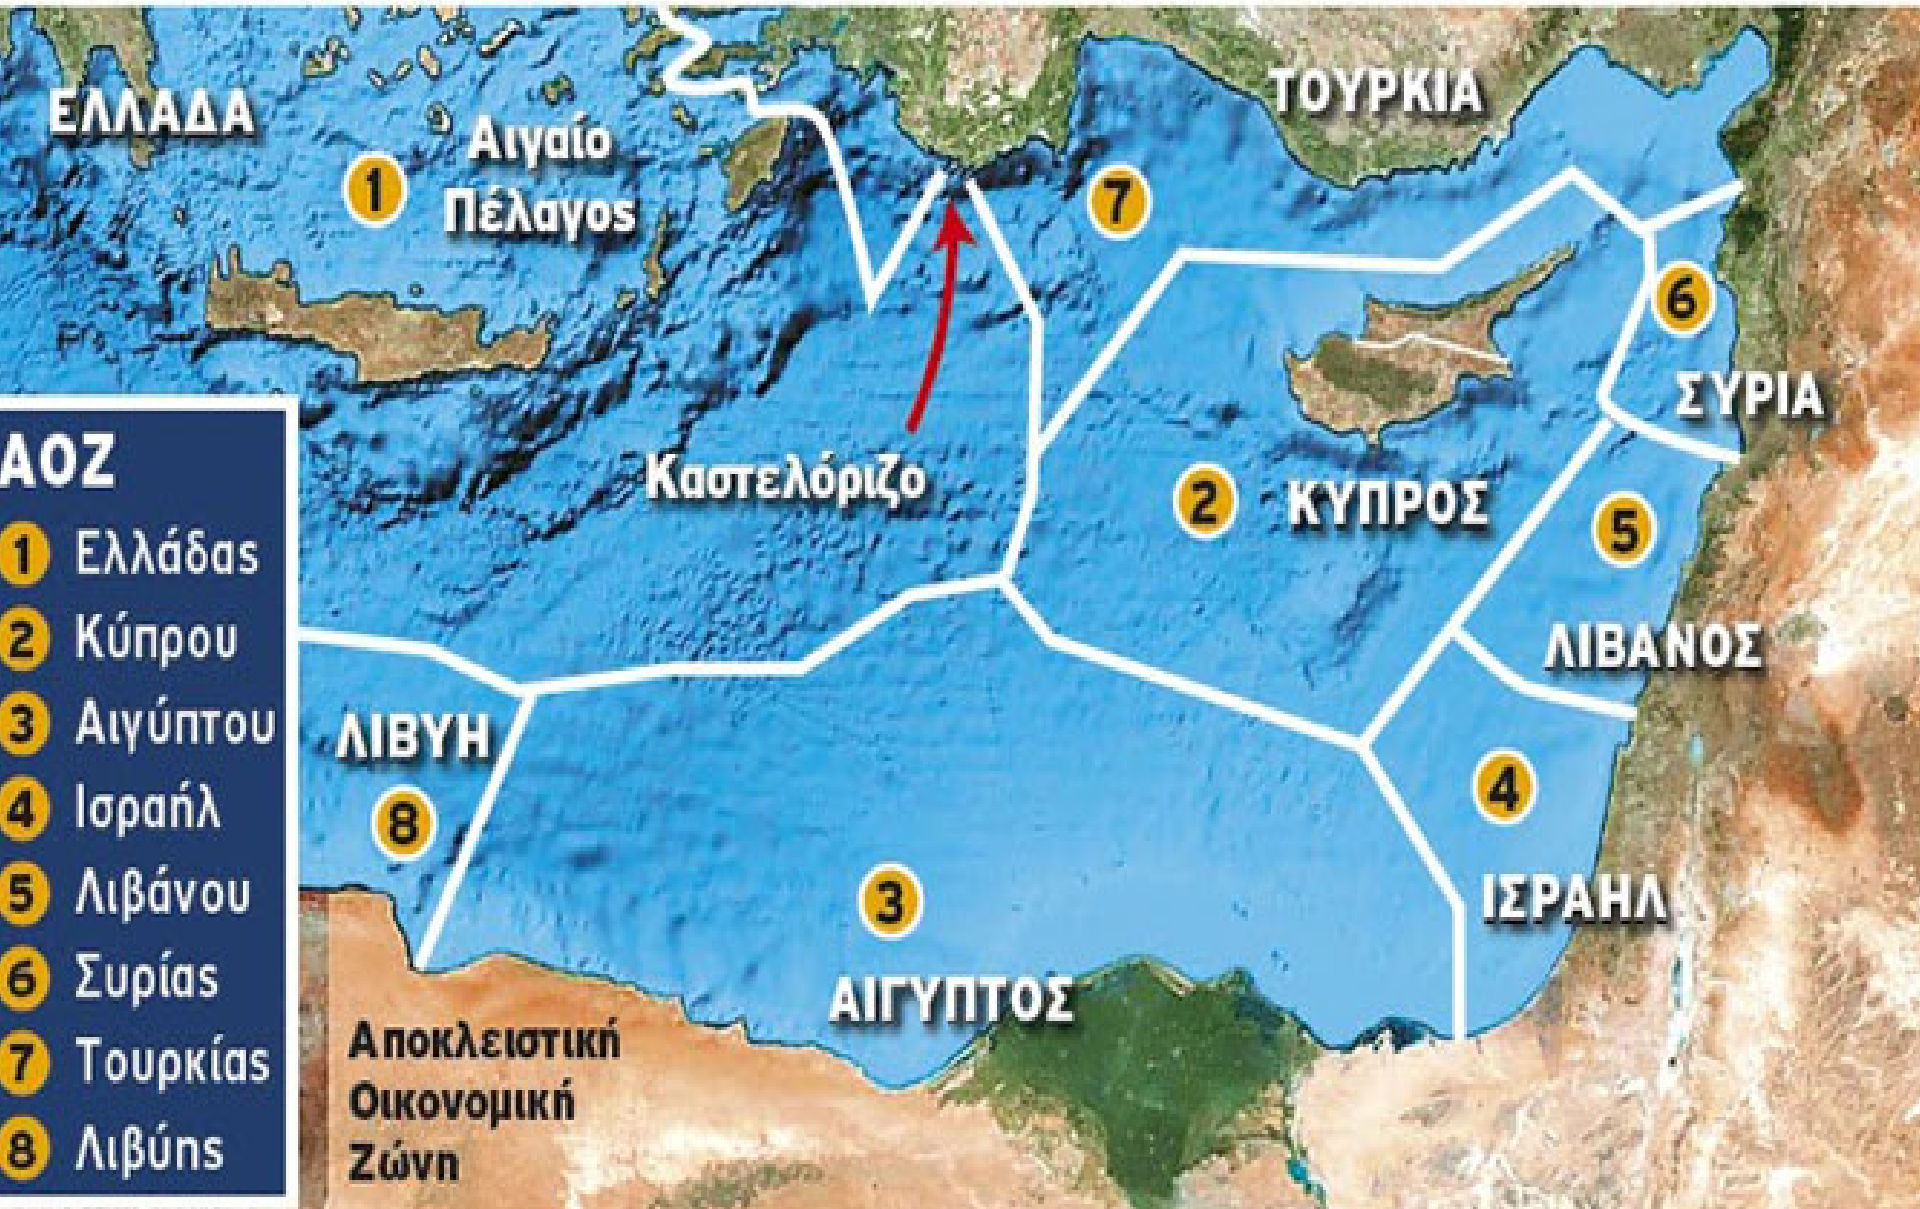 ΕΛΛΑΔΑ
Αιγαίο
Πέλαγος
ΤΟΥΡΚΙΑ
1
7
6
ΣΥΡΙΑ
Καστελόριζο
2
ΚΥΠΡΟΣ
5
ΛΙΒΑΝΟΣ
ΛΙΒΥΗ
8
4
ΙΣΡΑΗΛ
3
ΑΙΓΥΠΤΟΣ
ΑΟΖ
1 Ελλάδας
2 Κύπρου
3 Αιγύπτου
4 Ισραήλ
5 Λιβάνου
6 Συρίας
7 Τουρκίας
8 Λιβύης
Αποκλειστική
Οικονομική
Ζώνη